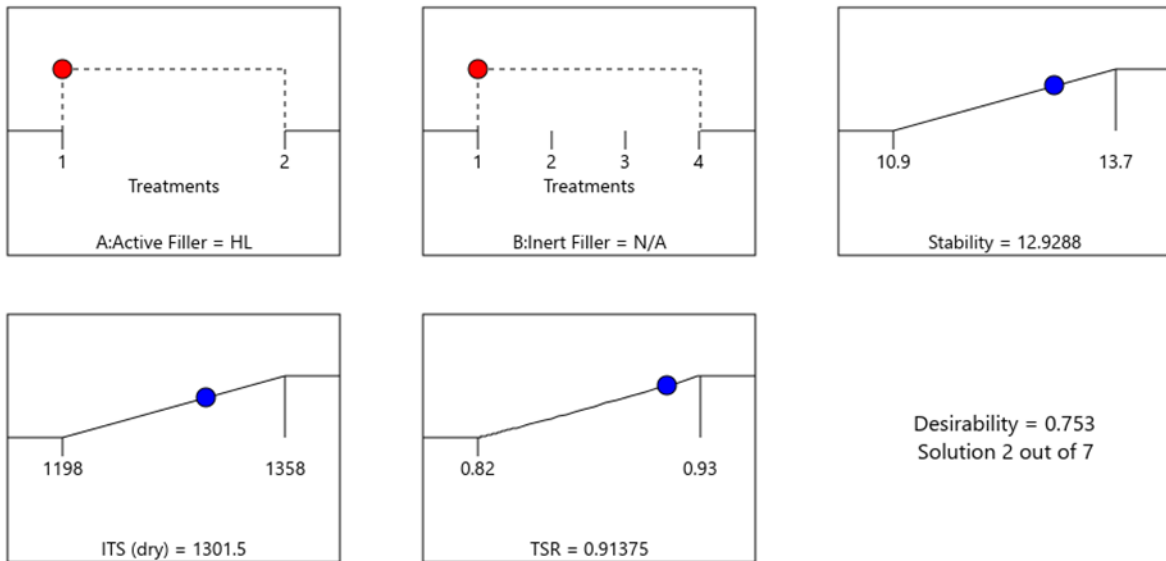 1
2
Treatments
A:Active Filler = HL
1
2
3
4
Treatments
B:Inert Filler = N/A
10.9
13.7
Stability = 12.9288
1198
1358
ITS (dry) = 1301.5
0.82
0.93
TSR = 0.91375
Desirability = 0.753
Solution 2 out of 7